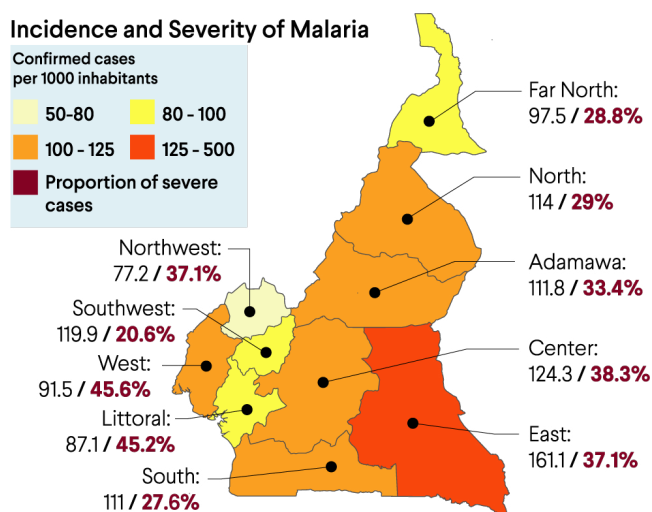 Incidence and Severity of Malaria
Confirmed cases
per 1000 inhabitants
50-80
80 - 100
100 - 125
125 - 500
Proportion of severe
cases
Far North:
97.5 / 28.8%
North:
114 / 29%
Northwest:
77.2 / 37.1%
Adamawa:
111.8 / 33.4%
Southwest:
119.9 / 20.6%
Center:
124.3 / 38.3%
West:
91.5 / 45.6%
Littoral:
87.1 / 45.2%
East:
161.1 / 37.1%
South:
111 / 27.6%